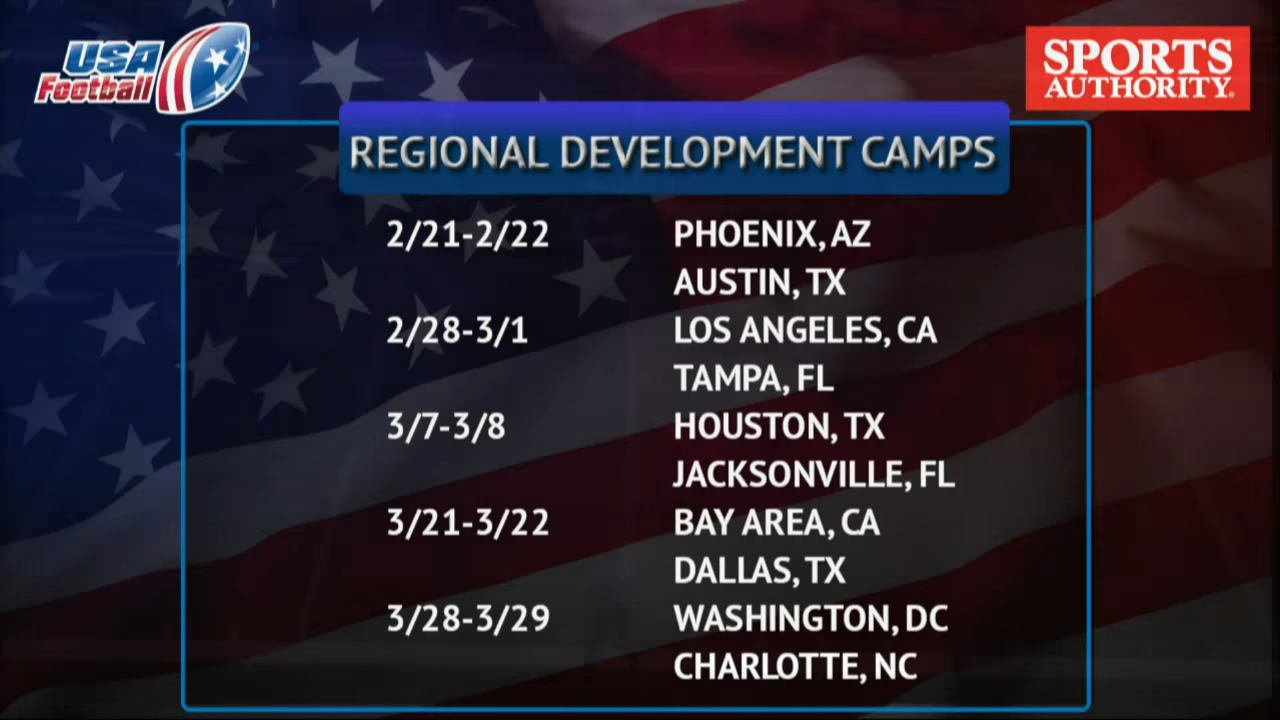 USA
Football
SPORTS
AUTHORITY®
REGIONAL DEVELOPMENT CAMPS
2/21-2/22 PHOENIX, AZ
AUSTIN, TX
2/28-3/1 LOS ANGELES, CA
TAMPA, FL
3/7-3/8 HOUSTON, TX
JACKSONVILLE, FL
3/21-3/22 BAY AREA, CA
DALLAS, TX
3/28-3/29 WASHINGTON, DC
CHARLOTTE, NC